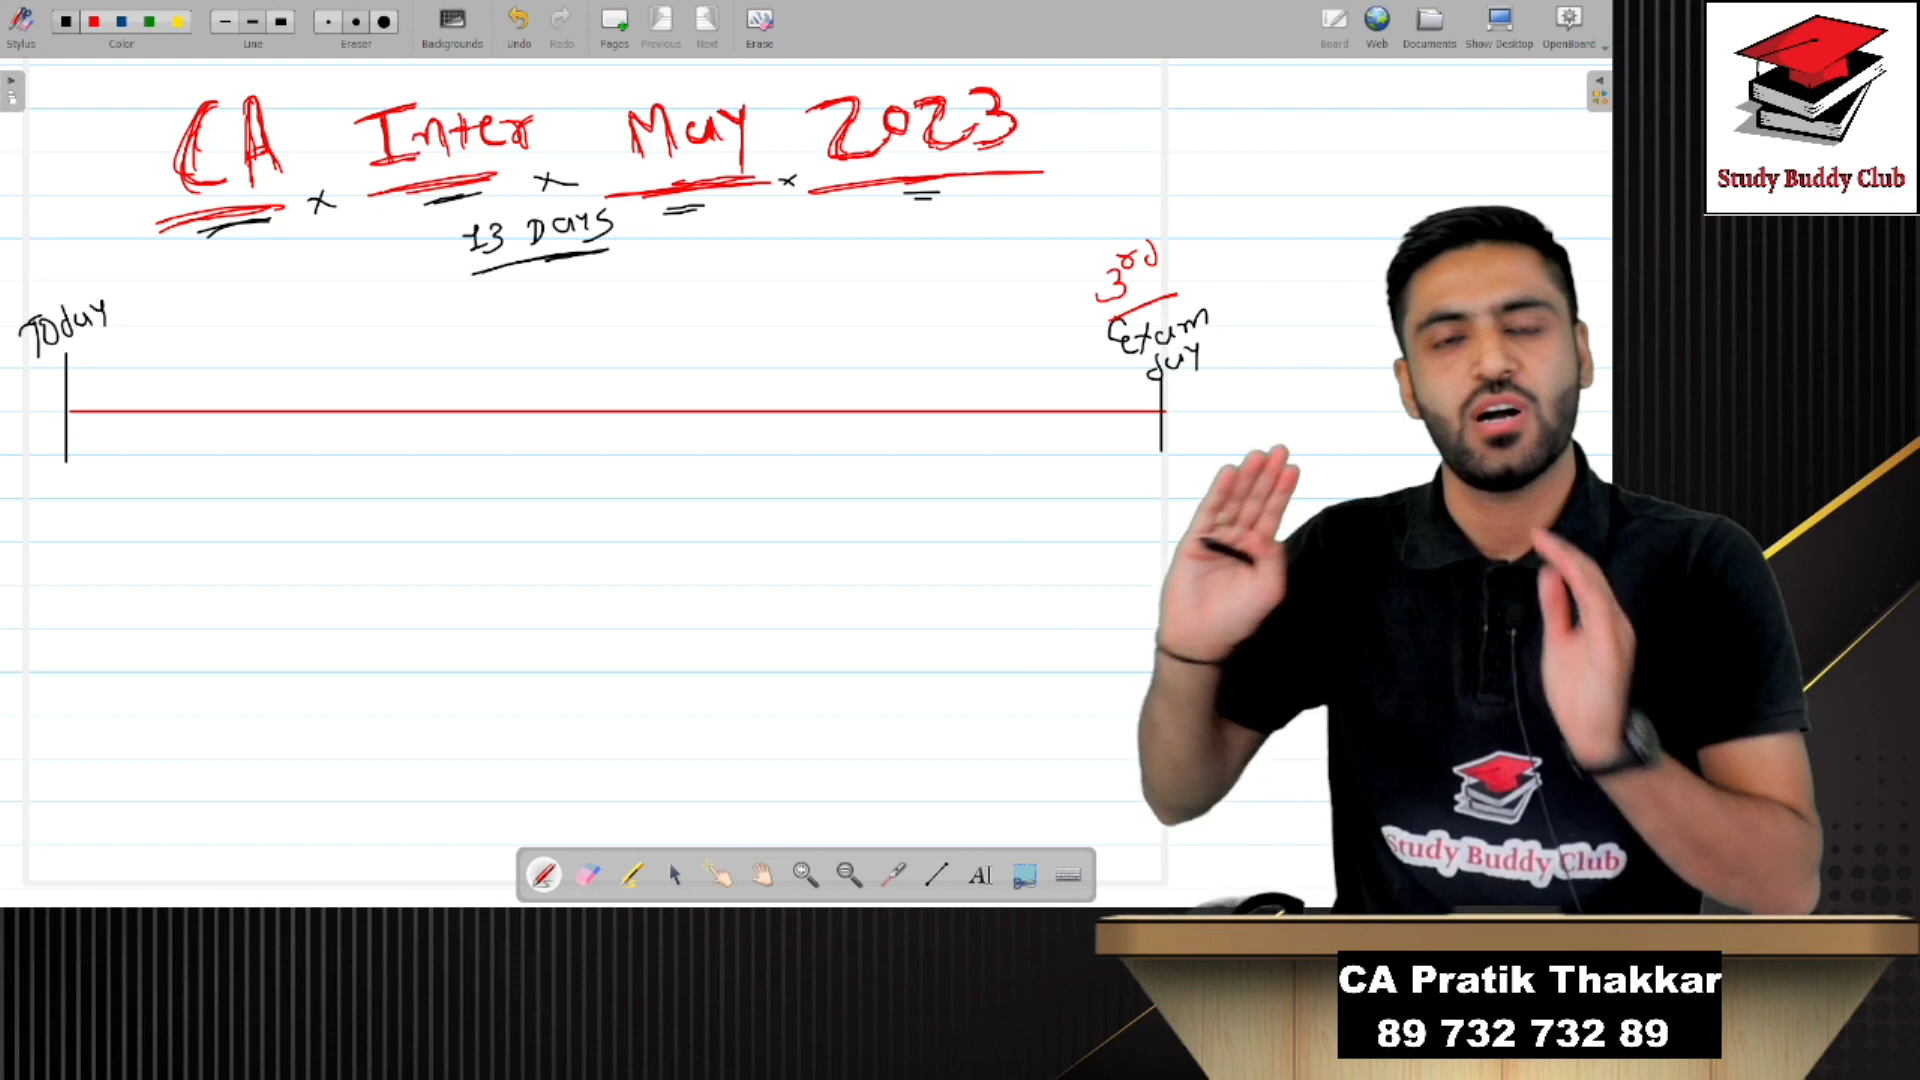 Stylus
Color
Line
Eraser
Backgrounds
Undo
Redo
Pages
Previous
Next
Erase
Board
Web
Documents
Show Desktop
OpenBoard
Study Buddy Club
CA Inter May 2023
13 Days
Today
3rd
Exam
day
AI
Study Buddy Club
CA Pratik Thakkar
89 732 732 89